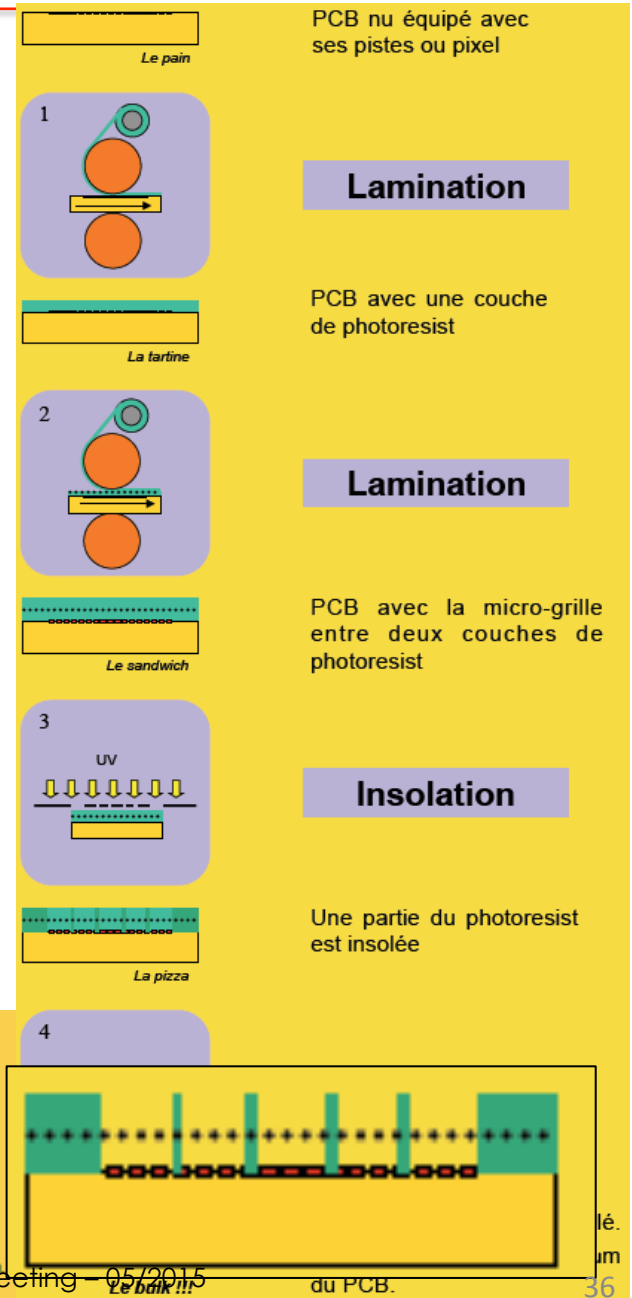 PCB nu équipé avec
ses pistes ou pixel
Le pain
1
Lamination
PCB avec une couche
de photoresist
La tartine
2
Lamination
PCB avec la micro-grille
entre deux couches de
photoresist
Le sandwich
3
UV
Insolation
Une partie du photoresist
est insolée
La pizza
4
lé.
um
eeting – 05/2015
Le bulk !!!
du PCB.
36